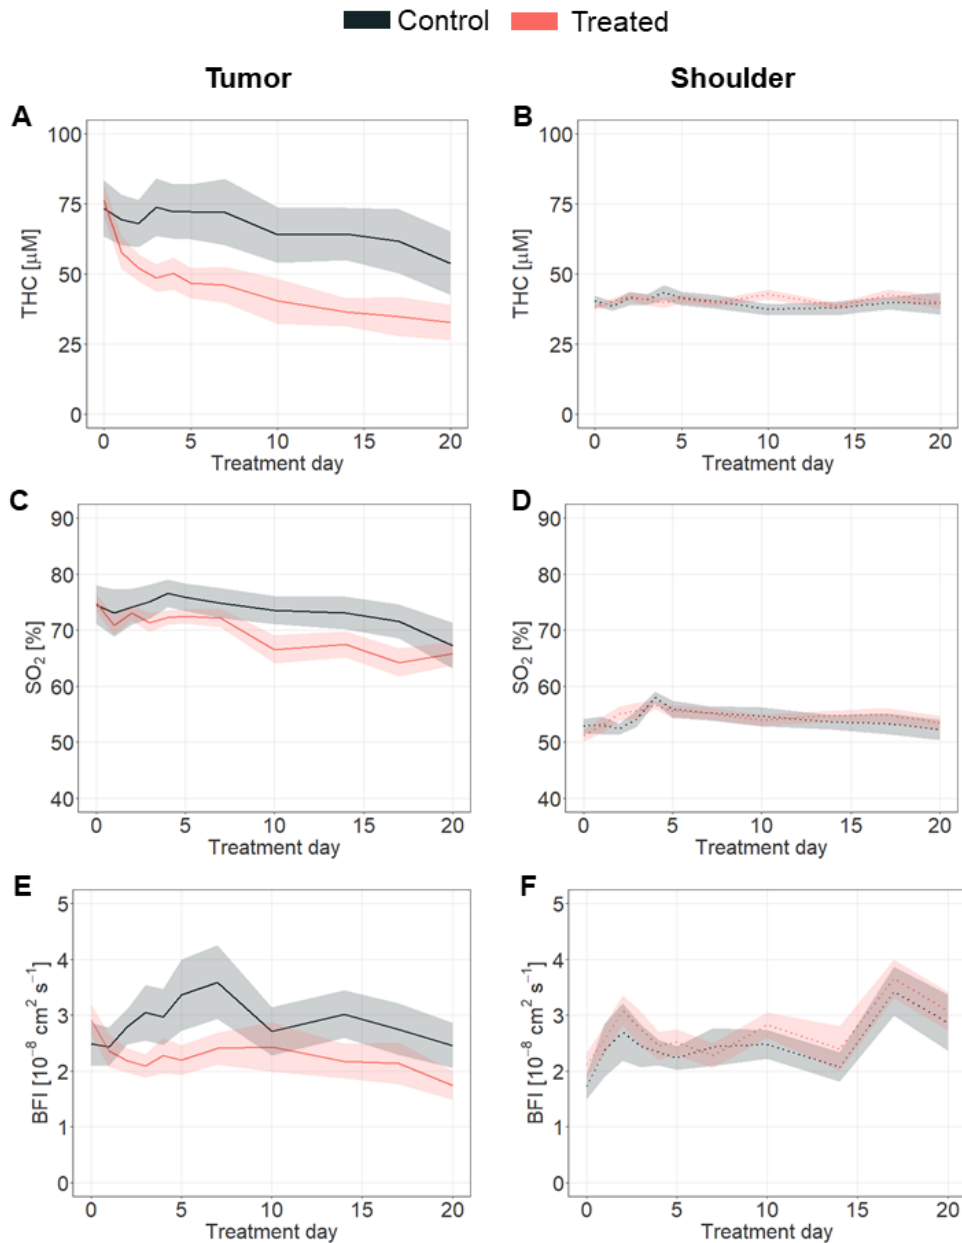 Control Treated
Tumor Shoulder
A B
100
75
50
25
0
THC [μM]
0 5 10 15 20
Treatment day
100
75
50
25
0
THC [μM]
0 5 10 15 20
Treatment day
C D
90
80
70
60
50
40
SO₂ [%]
0 5 10 15 20
Treatment day
90
80
70
60
50
40
SO₂ [%]
0 5 10 15 20
Treatment day
E F
5
4
3
2
1
0
BFI [10⁻⁸ cm² s⁻¹]
0 5 10 15 20
Treatment day
5
4
3
2
1
0
BFI [10⁻⁸ cm² s⁻¹]
0 5 10 15 20
Treatment day